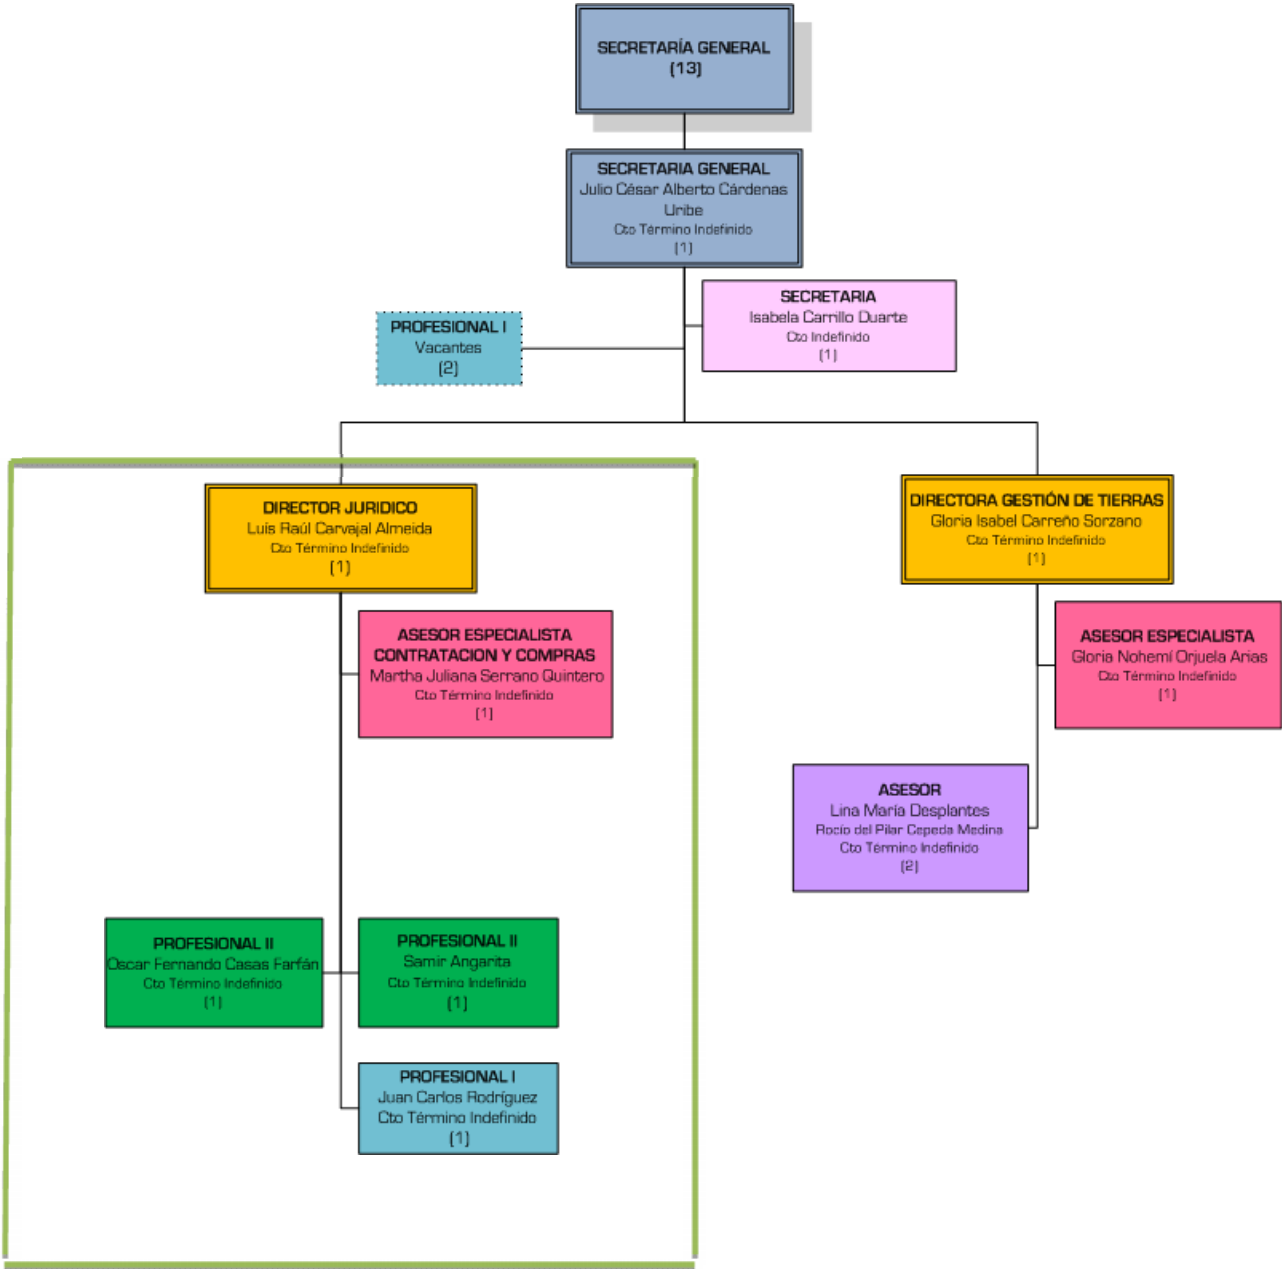 SECRETARÍA GENERAL
(13)
SECRETARIA GENERAL
Julio César Alberto Cárdenas
Uribe
Cto Término Indefinido
(1)
SECRETARIA
Isabela Carrillo Duarte
Cto Indefinido
(1)
PROFESIONAL I
Vacantes
(2)
DIRECTOR JURIDICO
Luis Raúl Carvajal Almeida
Cto Término Indefinido
(1)
DIRECTORA GESTIÓN DE TIERRAS
Gloria Isabel Carreño Sorzano
Cto Término Indefinido
(1)
ASESOR ESPECIALISTA
CONTRATACION Y COMPRAS
Martha Juliana Serrano Quintero
Cto Término Indefinido
(1)
ASESOR ESPECIALISTA
Gloria Nohemí Orjuela Arias
Cto Término Indefinido
(1)
ASESOR
Lina María Desplantes
Rocío del Pilar Cepeda Medina
Cto Término Indefinido
(2)
PROFESIONAL II
Oscar Fernando Casas Farfán
Cto Término Indefinido
(1)
PROFESIONAL II
Samir Angarita
Cto Término Indefinido
(1)
PROFESIONAL I
Juan Carlos Rodríguez
Cto Término Indefinido
(1)